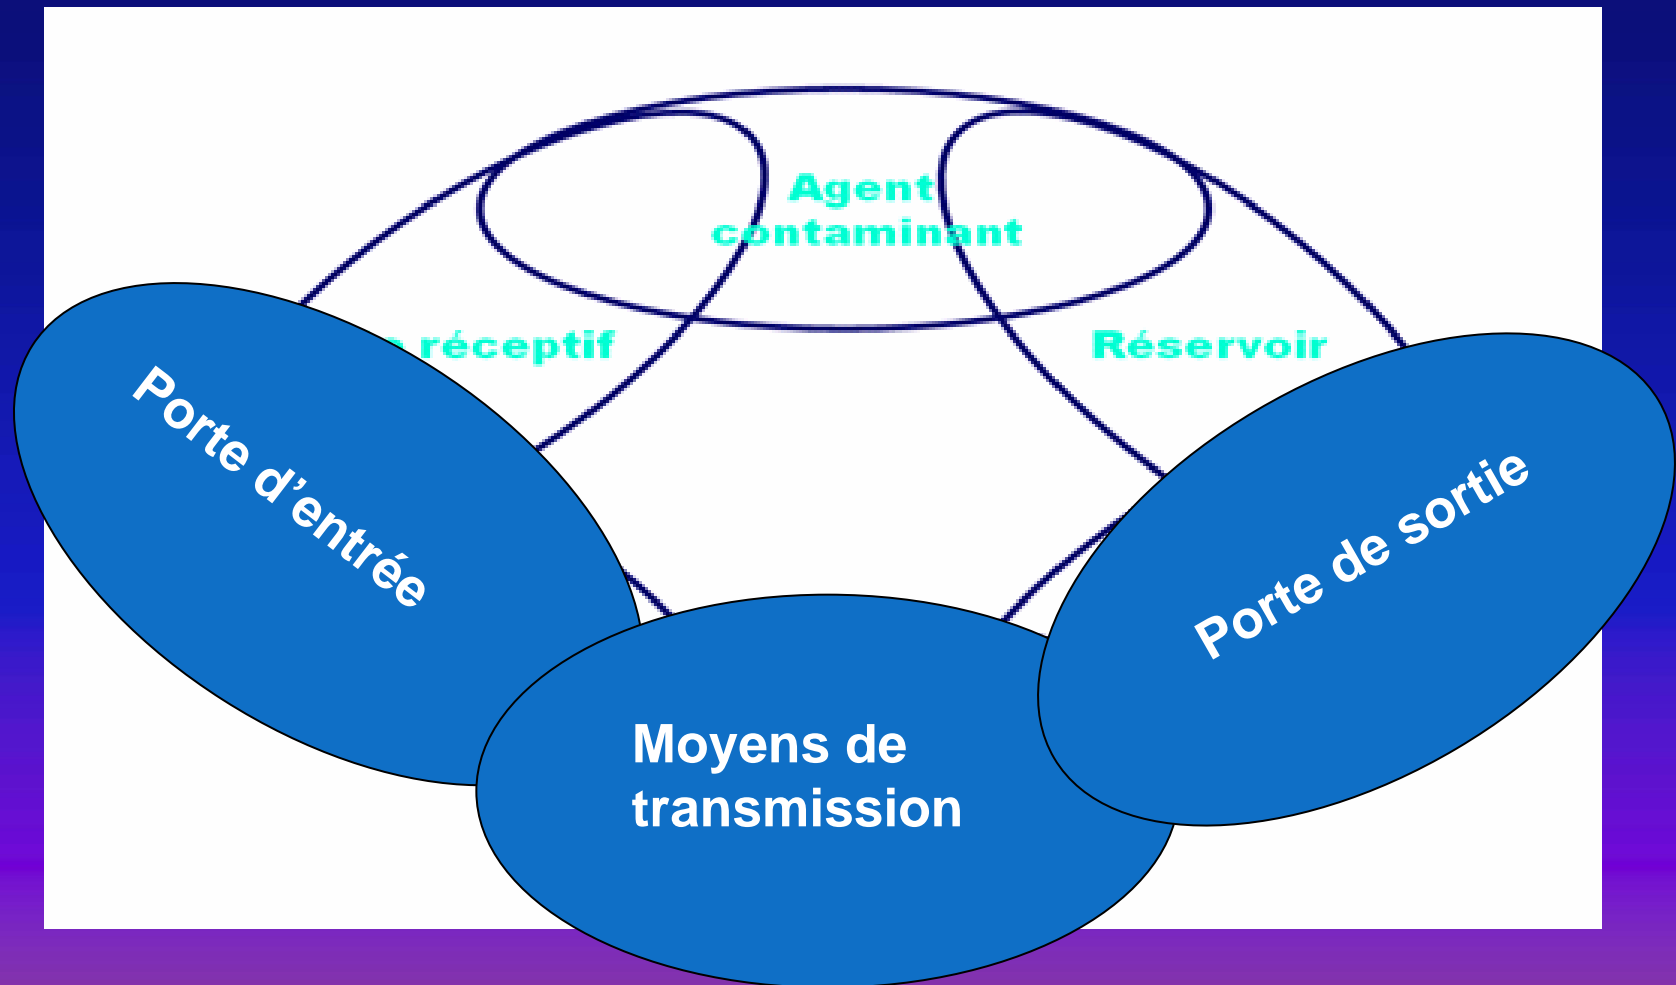 Agent
contaminant
réceptif
Réservoir
Porte d’entrée
Porte de sortie
Moyens de
transmission